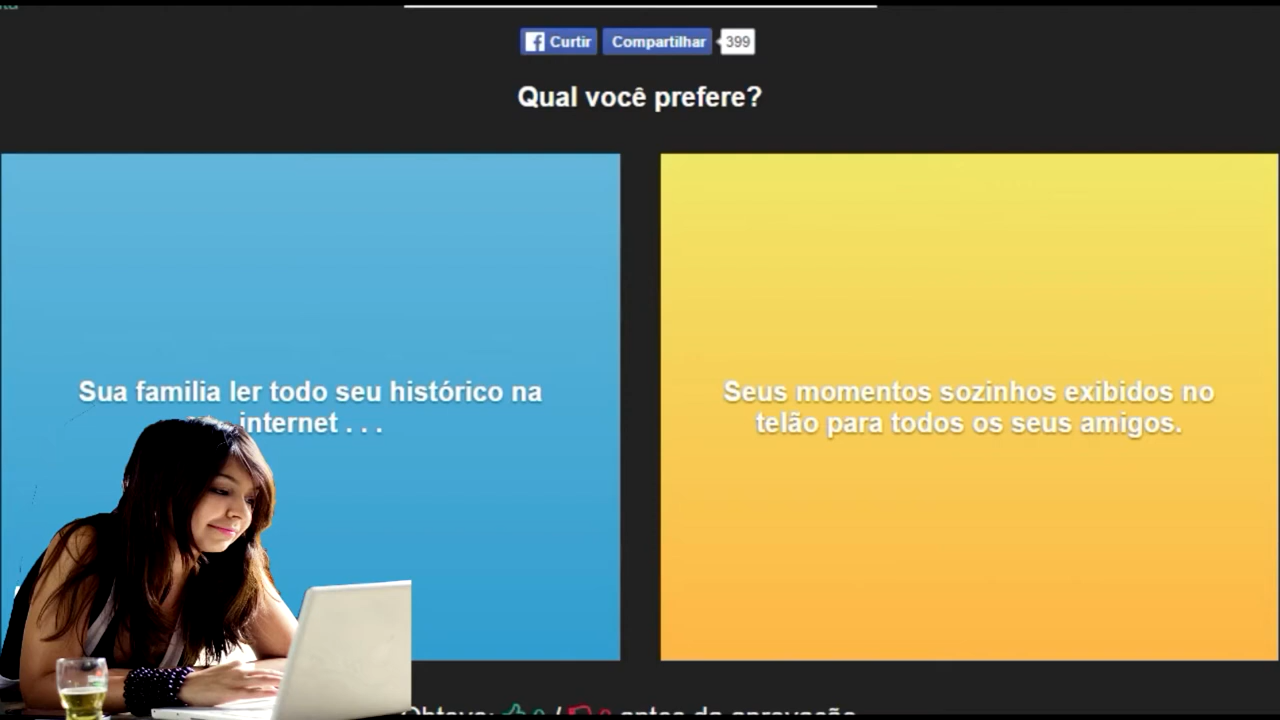 Curtir Compartilhar 399
Qual você prefere?
Sua familia ler todo seu histórico na
internet . . .
Seus momentos sozinhos exibidos no
telão para todos os seus amigos.